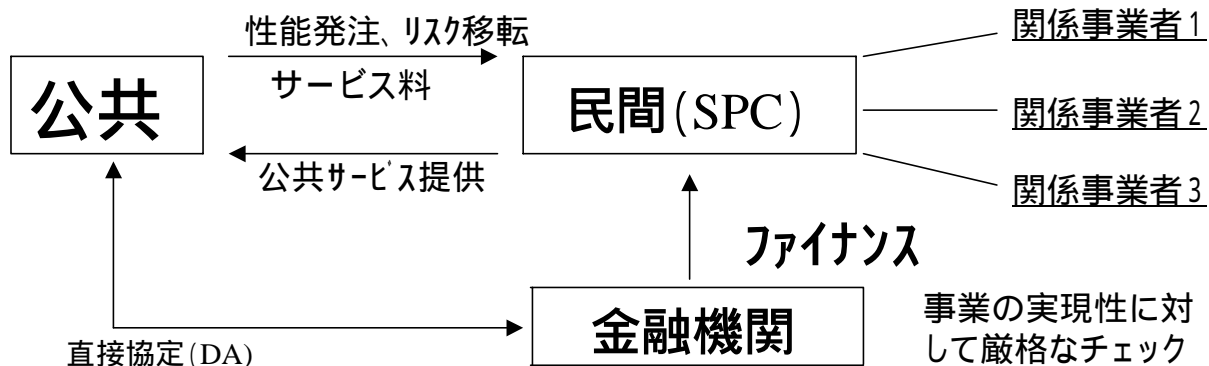 関係事業者1
性能発注、ﾘｽｸ移転
サービス料
公共
民間(SPC)
関係事業者2
公共ｻｰﾋﾞｽ提供
関係事業者3
ファイナンス
金融機関
事業の実現性に対
して厳格なチェック
直接協定(DA)